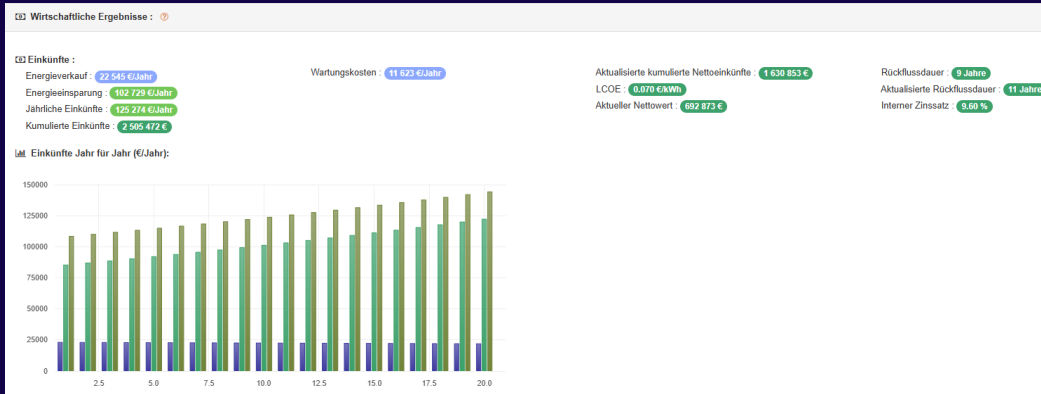 Wirtschaftliche Ergebnisse :
Einkünfte :
Energieverkauf : 22 545 €/Jahr
Energieeinsparung : 102 729 €/Jahr
Jährliche Einkünfte : 125 274 €/Jahr
Kumulierte Einkünfte : 2 505 472 €
Wartungskosten : 11 623 €/Jahr
Aktualisierte kumulierte Nettoeinkünfte : 1 630 853 €
LCOE : 0.070 €/kWh
Aktueller Nettowert : 692 873 €
Rückflussdauer : 9 Jahre
Aktualisierte Rückflussdauer : 11 Jahre
Interner Zinssatz : 9.60 %
Einkünfte Jahr für Jahr (€/Jahr):
150000
125000
100000
75000
50000
25000
0
2.5 5.0 7.5 10.0 12.5 15.0 17.5 20.0